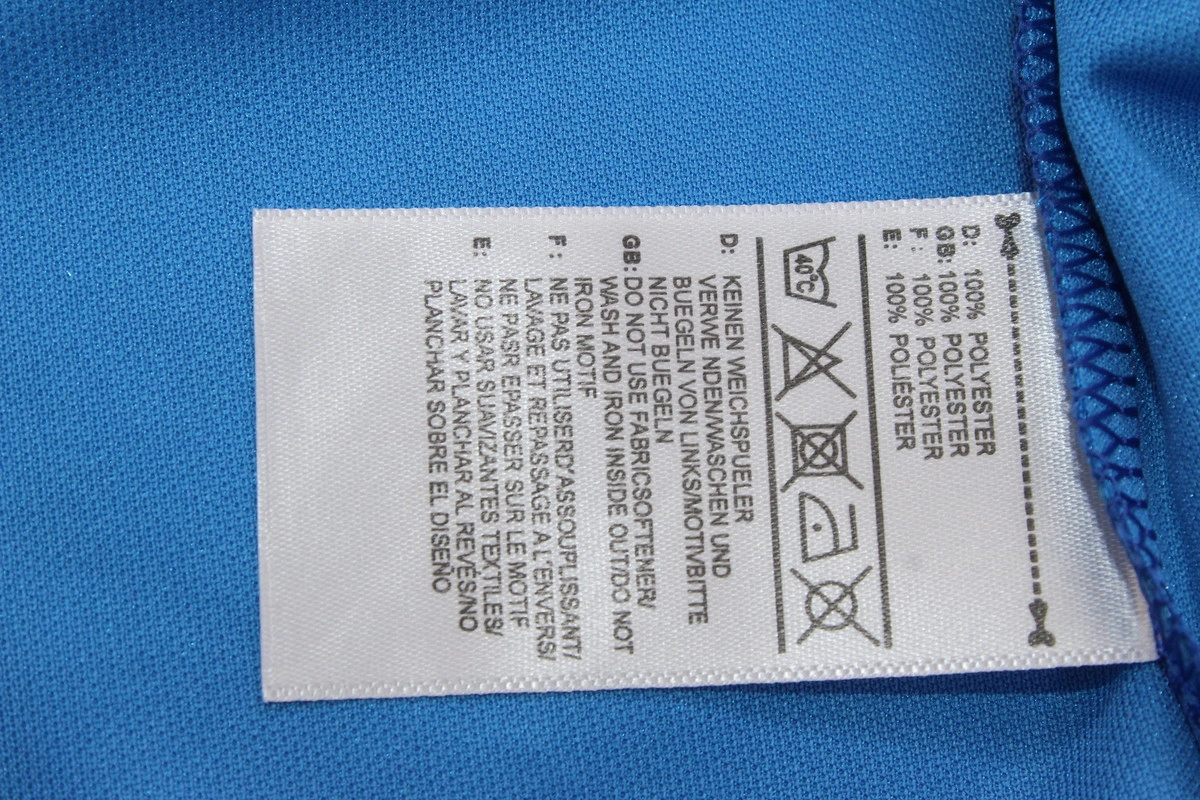 D: 100% POLYESTER
GB: 100% POLYESTER
F: 100% POLYESTER
E: 100% POLIÉSTER
40°C
D: KEINEN WEICHSPUELER
VERWE NDEN/WASCHEN UND
BUEGELN VON LINKS/MOTIV/BITTE
NICHT BUEGELN
GB: DO NOT USE FABRICSOFTENER/
WASH AND IRON INSIDE OUT/DO NOT
IRON MOTIF
F: NE PAS UTILISERD'ASSOUPLISSANT/
LAVAGE ET REPASSAGE A L'ENVERS/
NE PASR EPASSER SUR LE MOTIF
E: NO USAR SUAVIZANTES TEXTILES/
LAVAR Y PLANCHAR AL REVÉS/NO
PLANCHAR SOBRE EL DISEÑO